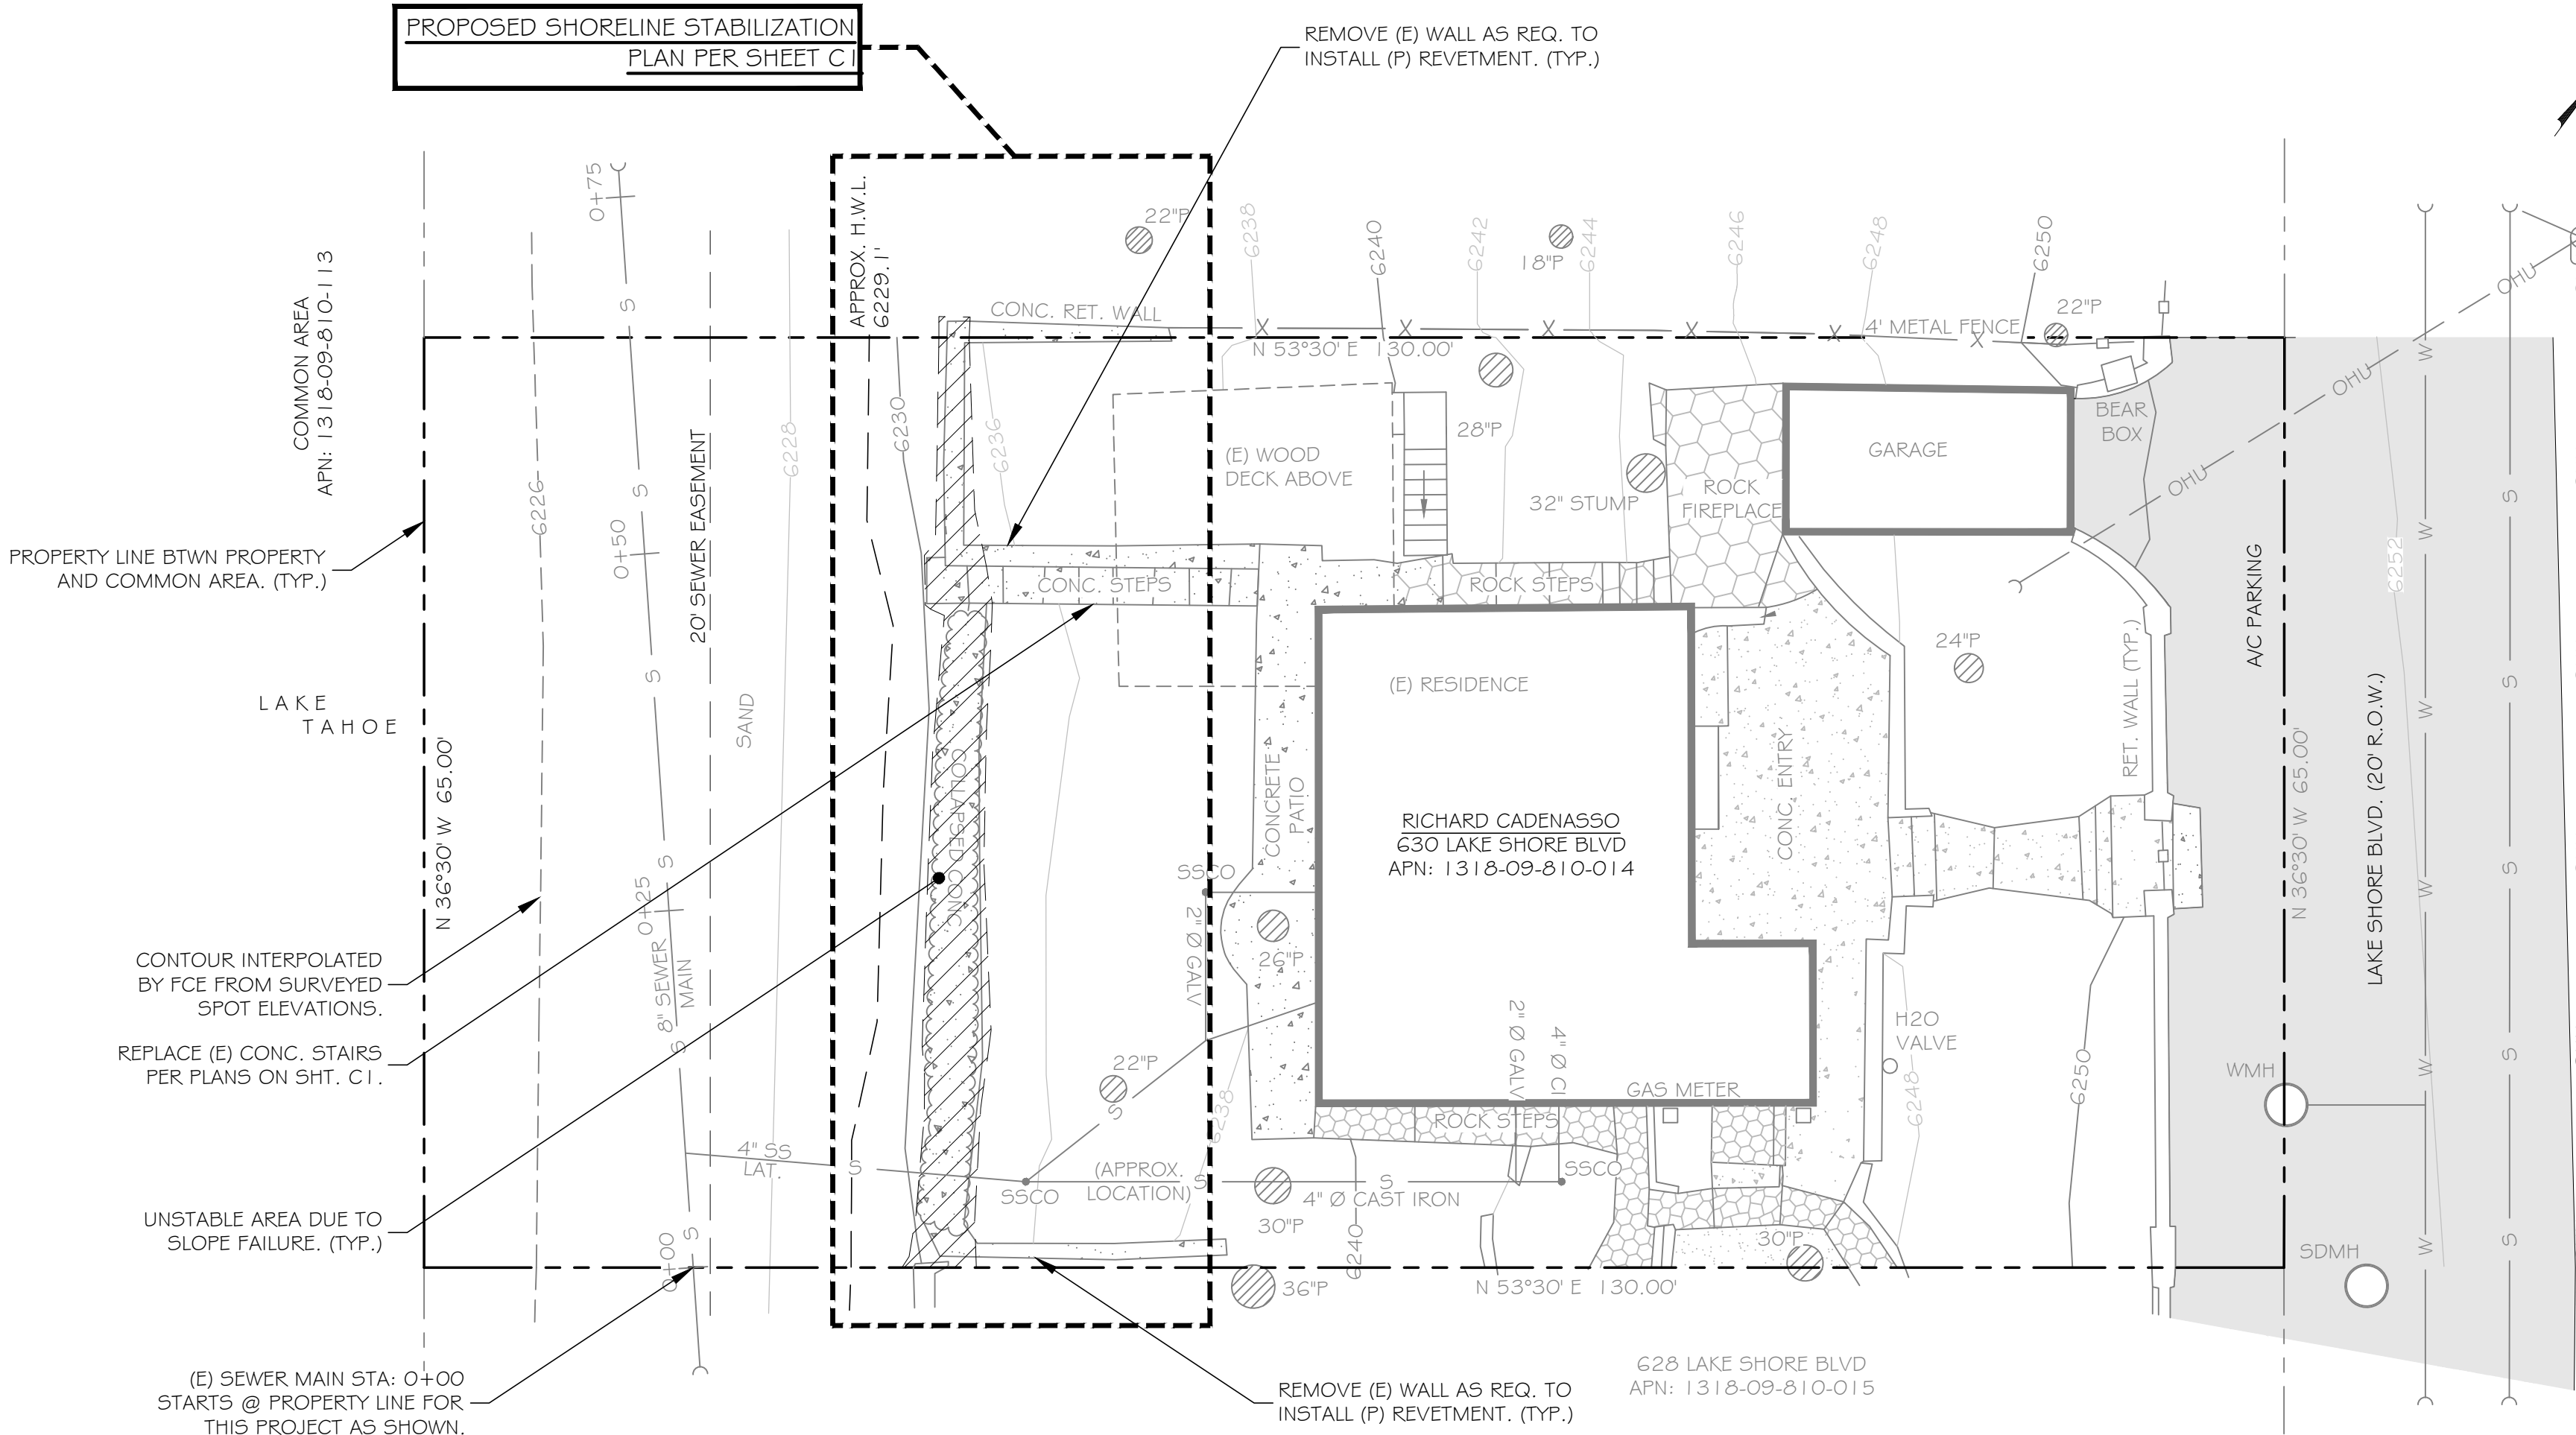 PROPOSED SHORELINE STABILIZATION
PLAN PER SHEET C1
REMOVE (E) WALL AS REQ. TO
INSTALL (P) REVETMENT. (TYP.)
0+75
APPROX. H.W.L.
6229.1'
22"P
6238
6240
6242
18"P
6244
6246
6248
6250
22"P
OHU
COMMON AREA
APN: 1318-09-810-113
S
CONC. RET. WALL
X
X
X
X
X
4' METAL FENCE
X
N 53°30' E 130.00'
W
OHU
6230
6236
6228
6226
20' SEWER EASEMENT
(E) WOOD
DECK ABOVE
28"P
32" STUMP
ROCK
FIREPLACE
GARAGE
BEAR
BOX
OHU
S
S
W
6252
0+50
PROPERTY LINE BTWN PROPERTY
AND COMMON AREA. (TYP.)
CONC. STEPS
ROCK STEPS
A/C PARKING
24"P
RET. WALL (TYP.)
LAKE
TAHOE
N 36°30' W 65.00'
S
SAND
(E) RESIDENCE
S
W
COLLAPSED CONC.
CONCRETE
PATIO
RICHARD CADENASSO
630 LAKE SHORE BLVD
APN: 1318-09-810-014
CONC. ENTRY
N 36°30' W 65.00'
LAKE SHORE BLVD. (20' R.O.W.)
S
S
W
0+25
SSCO
2" Ø GALV
26"P
8" SEWER
MAIN
CONTOUR INTERPOLATED
BY FCE FROM SURVEYED
SPOT ELEVATIONS.
2" Ø GALV
4" Ø CI
H2O
VALVE
REPLACE (E) CONC. STAIRS
PER PLANS ON SHT. C1.
S
22"P
S
6238
GAS METER
ROCK STEPS
6248
6250
WMH
S
W
4" SS
LAT.
S
SSCO
(APPROX.
LOCATION)
S
S
4" Ø CAST IRON
SSCO
30"P
6240
30"P
SDMH
S
W
UNSTABLE AREA DUE TO
SLOPE FAILURE. (TYP.)
S
0+00
36"P
N 53°30' E 130.00'
(E) SEWER MAIN STA: 0+00
STARTS @ PROPERTY LINE FOR
THIS PROJECT AS SHOWN.
REMOVE (E) WALL AS REQ. TO
INSTALL (P) REVETMENT. (TYP.)
628 LAKE SHORE BLVD
APN: 1318-09-810-015